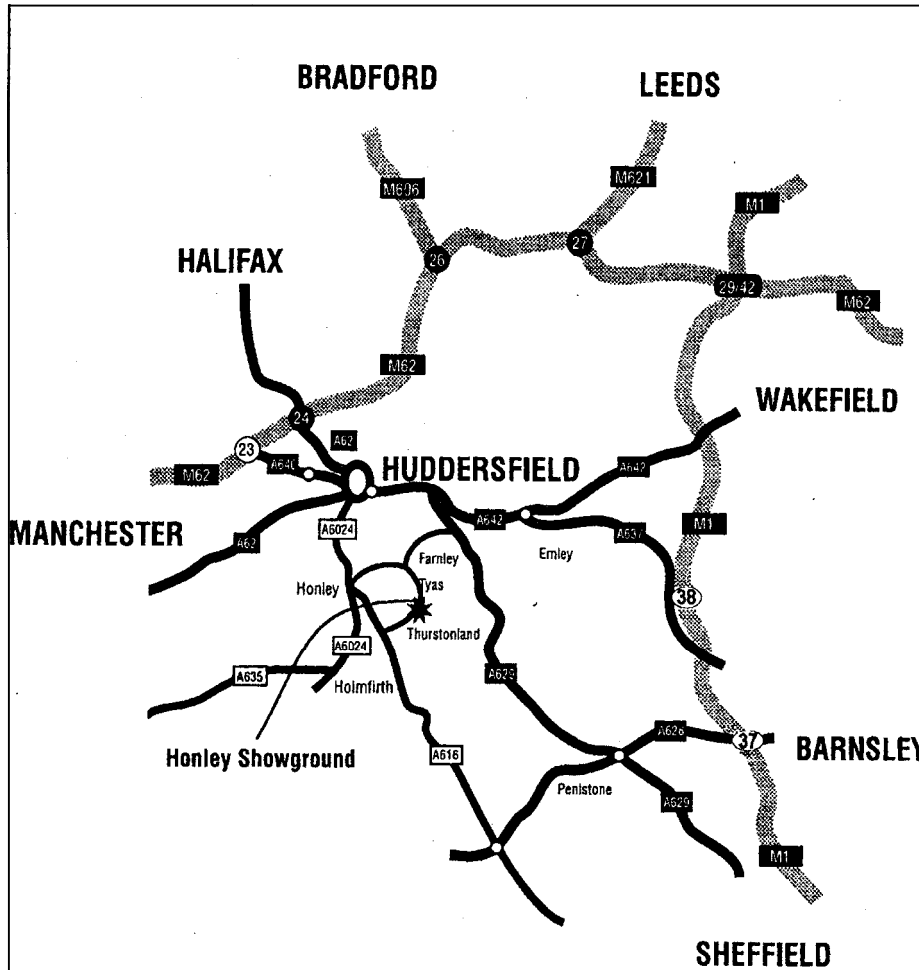 BRADFORD
LEEDS
M606
M621
M1
27
26
HALIFAX
29/42
M62
M62
WAKEFIELD
24
A62
23
A640
HUDDERSFIELD
A642
M62
M1
MANCHESTER
A62
A6024
A642
A637
Farnley
Tyas
Emley
Honley
38
Thurstonland
A6024
A635
Holmfirth
A629
Honley Showground
A616
A628
37
BARNSLEY
Penistone
A629
M1
SHEFFIELD